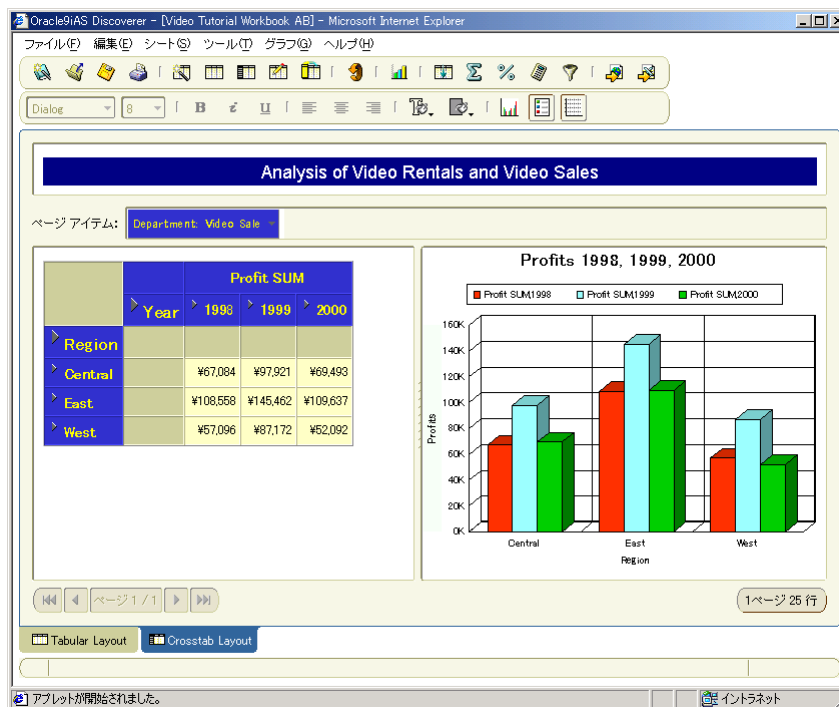 Oracle9iAS Discoverer - [Video Tutorial Workbook AB] - Microsoft Internet Explorer
ファイル(F) 編集(E) シート(S) ツール(T) グラフ(G) ヘルプ(H)
Dialog 8 B i U
Analysis of Video Rentals and Video Sales
ページ アイテム: Department: Video Sale
Profit SUM
Year 1998 1999 2000
Region
Central ¥67,084 ¥97,921 ¥69,493
East ¥108,558 ¥145,462 ¥109,637
West ¥57,096 ¥87,172 ¥52,092
Profits 1998, 1999, 2000
Profit SUM,1998 Profit SUM,1999 Profit SUM,2000
160K
140K
120K
100K
80K
60K
40K
20K
0K
Profits
Central East West
Region
ページ 1 / 1
1ページ 25 行
Tabular Layout Crosstab Layout
アプレットが開始されました。 イントラネット